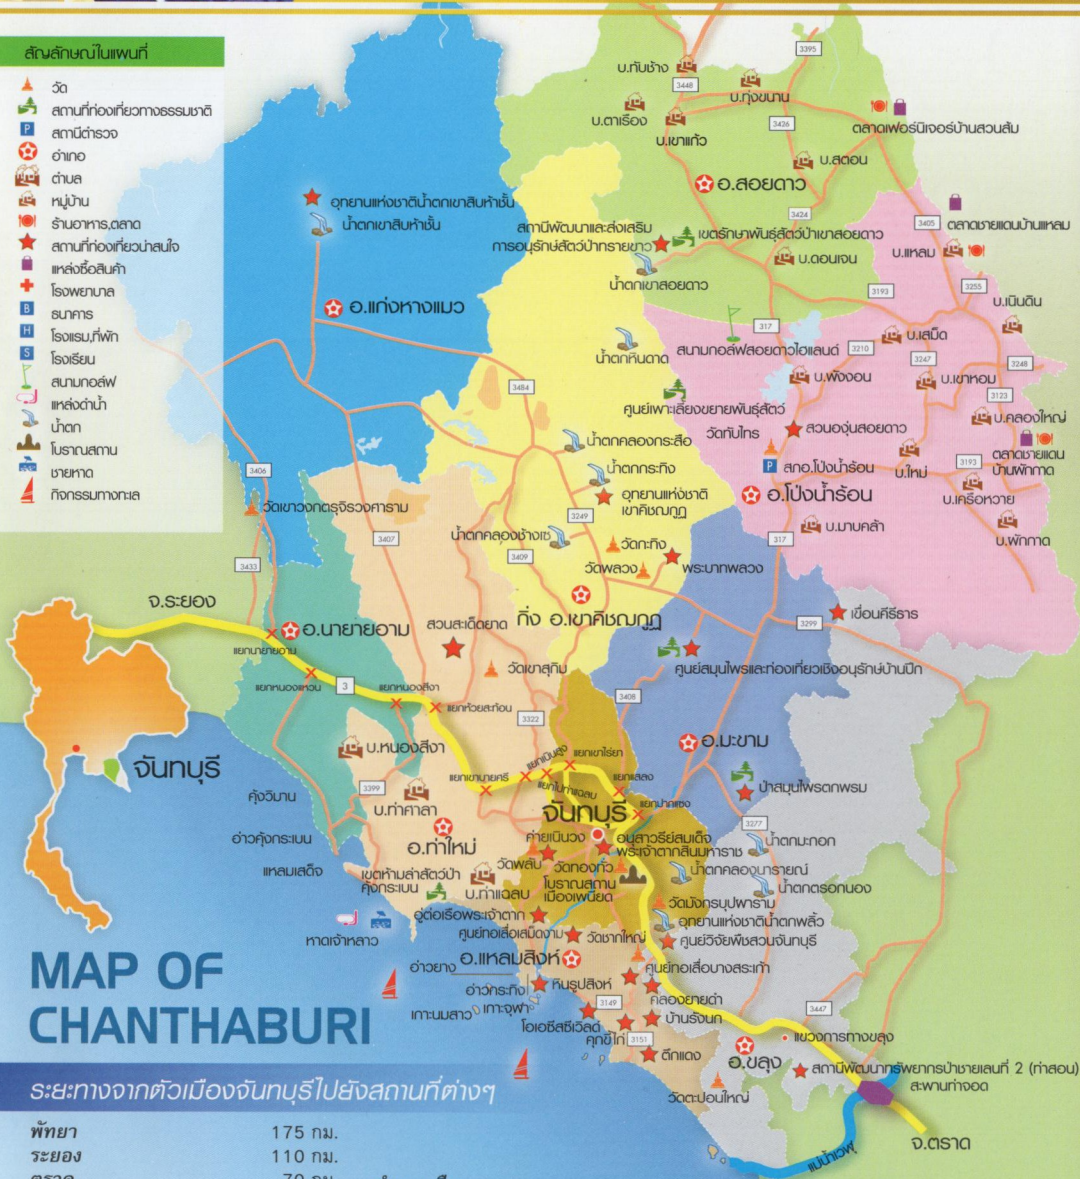 สัญลักษณ์ในแผนที่
วัด
สถานที่ท่องเที่ยวทางธรรมชาติ
P สถานีตำรวจ
อำเภอ
ตำบล
หมู่บ้าน
ร้านอาหาร,ตลาด
สถานที่ท่องเที่ยวน่าสนใจ
แหล่งซื้อสินค้า
โรงพยาบาล
B ธนาคาร
H โรงแรม,ที่พัก
S โรงเรียน
สนามกอล์ฟ
แหล่งดำน้ำ
น้ำตก
โบราณสถาน
ชายหาด
กิจกรรมทางทะเล
3395
บ.ทับช้าง
3448
บ.ทุ่งขนาน
บ.ตาเรือง
บ.เขาแก้ว
3426
ตลาดเฟอร์นิเจอร์บ้านสวนส้ม
บ.สตอน
อ.สอยดาว
อุทยานแห่งชาติน้ำตกเขาสิบห้าชั้น
น้ำตกเขาสิบห้าชั้น
3424
3405
ตลาดชายแดนบ้านแหลม
สถานีพัฒนาและส่งเสริม
การอนุรักษ์สัตว์ป่าทรายขาว
เขตรักษาพันธุ์สัตว์ป่าเขาสอยดาว
บ.แหลม
บ.ดอนเจน
น้ำตกเขาสอยดาว
3193
3255
บ.เนินดิน
อ.แก่งหางแมว
317
บ.เสม็ด
สนามกอล์ฟสอยดาวไฮแลนด์
3210
น้ำตกหินดาด
3247
3248
บ.พังงอน
บ.เขาหอม
3484
3123
ศูนย์เพาะเลี้ยงขยายพันธุ์สัตว์
บ.คลองใหญ่
วัดทับไทร
สวนองุ่นสอยดาว
น้ำตกคลองกระสือ
ตลาดชายแดน
บ้านผักกาด
3406
น้ำตกกระทิง
P สภอ.โป่งน้ำร้อน
บ.ใหม่
3193
อุทยานแห่งชาติ
เขาคิชฌกูฏ
อ.โป่งน้ำร้อน
บ.เครือหวาย
วัดเขาวงกตรุจิรวงศาราม
3249
บ.มาบคล้า
บ.ผักกาด
3407
น้ำตกคลองช้างเซ
วัดกะทิง
317
3409
3433
วัดพลวง
พระบาทพลวง
จ.ระยอง
กิ่ง อ.เขาคิชฌกูฏ
เขื่อนคีรีธาร
3299
อ.นายายอาม
สวนสะเด็ดยาด
แยกนายายอาม
วัดเขาสุกิม
ศูนย์สมุนไพรและท่องเที่ยวเชิงอนุรักษ์บ้านปึก
แยกหนองแหวน
3
แยกหนองสีงา
3408
แยกห้วยสะท้อน
3322
บ.หนองสีงา
อ.มะขาม
แยกเนินสูง
แยกเขาไร่ยา
จันทบุรี
แยกเขานายศรี
แยกแสลง
ป่าสมุนไพรตกพรม
3399
คุ้งวิมาน
บ.ท่าศาลา
จันทบุรี
แยกปากแซง
3277
อ่าวคุ้งกระเบน
อ.ท่าใหม่
ค่ายเนินวง
อนุสาวรีย์สมเด็จ
พระเจ้าตากสินมหาราช
น้ำตกมะกอก
แหลมเสด็จ
เขตห้ามล่าสัตว์ป่า
คุ้งกระเบน
วัดพลับ
วัดทองทั่ว
น้ำตกคลองนารายณ์
บ.ท่าแฉลบ
โบราณสถาน
เมืองเพนียด
น้ำตกตรอกนอง
วัดมังกรบุปผาราม
อู่ต่อเรือพระเจ้าตาก
อุทยานแห่งชาติน้ำตกพลิ้ว
หาดเจ้าหลาว
ศูนย์ทอเสื่อเสม็ดงาม
วัดชากใหญ่
ศูนย์วิจัยพืชสวนจันทบุรี
อ.แหลมสิงห์
อ่าวยาง
ศูนย์ทอเสื่อบางสระเก้า
อ่าวกระทิง
หินรูปสิงห์
MAP OF
CHANTHABURI
เกาะนมสาว
เกาะจุฬา
3149
คลองยายดำ
3447
โอเอซีสซีเวิลด์
บ้านรังนก
คุกขี้ไก่
3151
แขวงการทางขลุง
ตึกแดง
อ.ขลุง
สถานีพัฒนาทรัพยากรป่าชายเลนที่ 2 (ท่าสอน)
สะพานท่าจอด
วัดตะปอนใหญ่
จ.ตราด
แม่น้ำเวฬุ
ระยะทางจากตัวเมืองจันทบุรีไปยังสถานที่ต่างๆ
พัทยา 175 กม.
ระยอง 110 กม.
ตราด 70 กม.